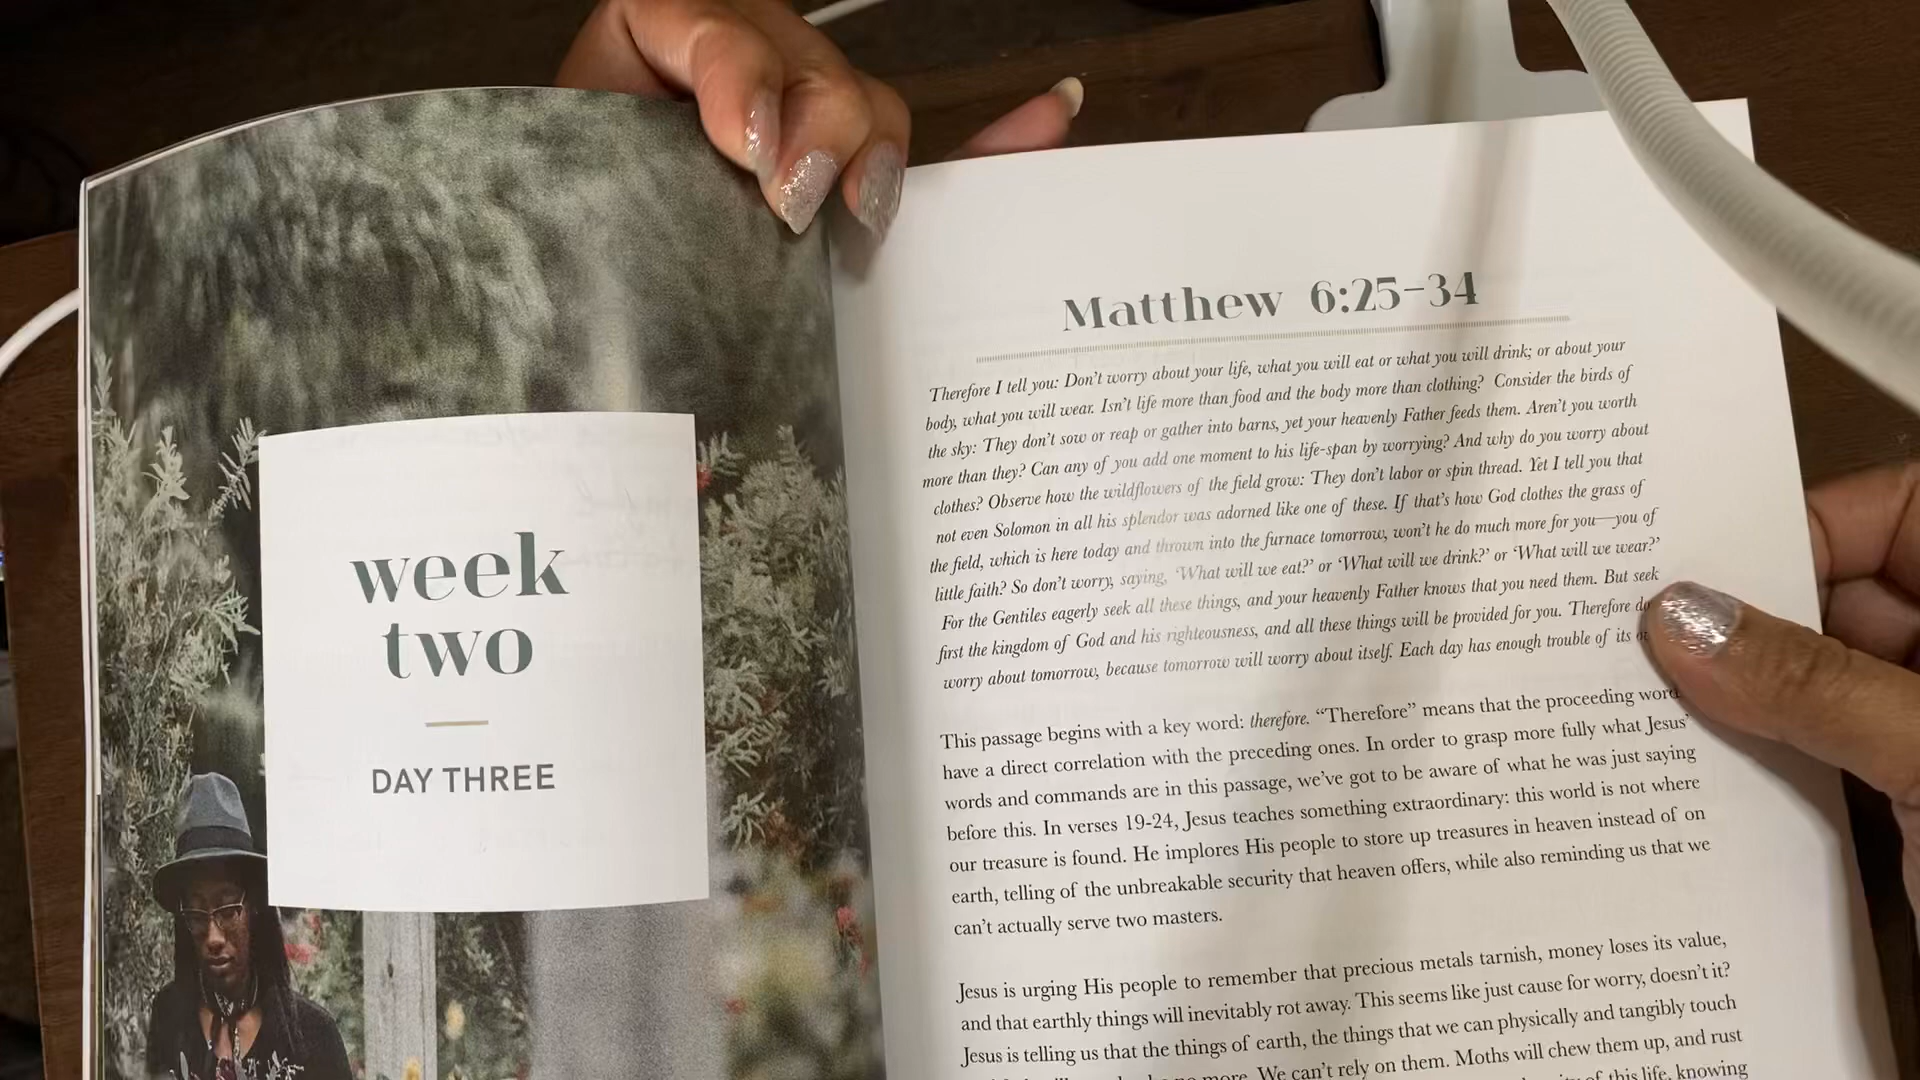 week
two
DAY THREE
Matthew 6:25-34
Therefore I tell you: Don't worry about your life, what you will eat or what you will drink; or about your
body, what you will wear. Isn't life more than food and the body more than clothing? Consider the birds of
the sky: They don't sow or reap or gather into barns, yet your heavenly Father feeds them. Aren't you worth
more than they? Can any of you add one moment to his life-span by worrying? And why do you worry about
clothes? Observe how the wildflowers of the field grow: They don't labor or spin thread. Yet I tell you that
not even Solomon in all his splendor was adorned like one of these. If that's how God clothes the grass of
the field, which is here today and thrown into the furnace tomorrow, won't he do much more for you—you of
little faith? So don't worry, saying, 'What will we eat?' or 'What will we drink?' or 'What will we wear?'
For the Gentiles eagerly seek all these things, and your heavenly Father knows that you need them. But seek
first the kingdom of God and his righteousness, and all these things will be provided for you. Therefore
worry about tomorrow, because tomorrow will worry about itself. Each day has enough trouble of its
This passage begins with a key word: therefore. "Therefore" means that the proceeding word
have a direct correlation with the preceding ones. In order to grasp more fully what Jesus'
words and commands are in this passage, we've got to be aware of what he was just saying
before this. In verses 19-24, Jesus teaches something extraordinary: this world is not where
our treasure is found. He implores His people to store up treasures in heaven instead of on
earth, telling of the unbreakable security that heaven offers, while also reminding us that we
can't actually serve two masters.
Jesus is urging His people to remember that precious metals tarnish, money loses its value,
and that earthly things will inevitably rot away. This seems like just cause for worry, doesn't it?
Jesus is telling us that the things of earth, the things that we can physically and tangibly touch
no more. We can't rely on them. Moths will chew them up, and rust
of this life, knowing